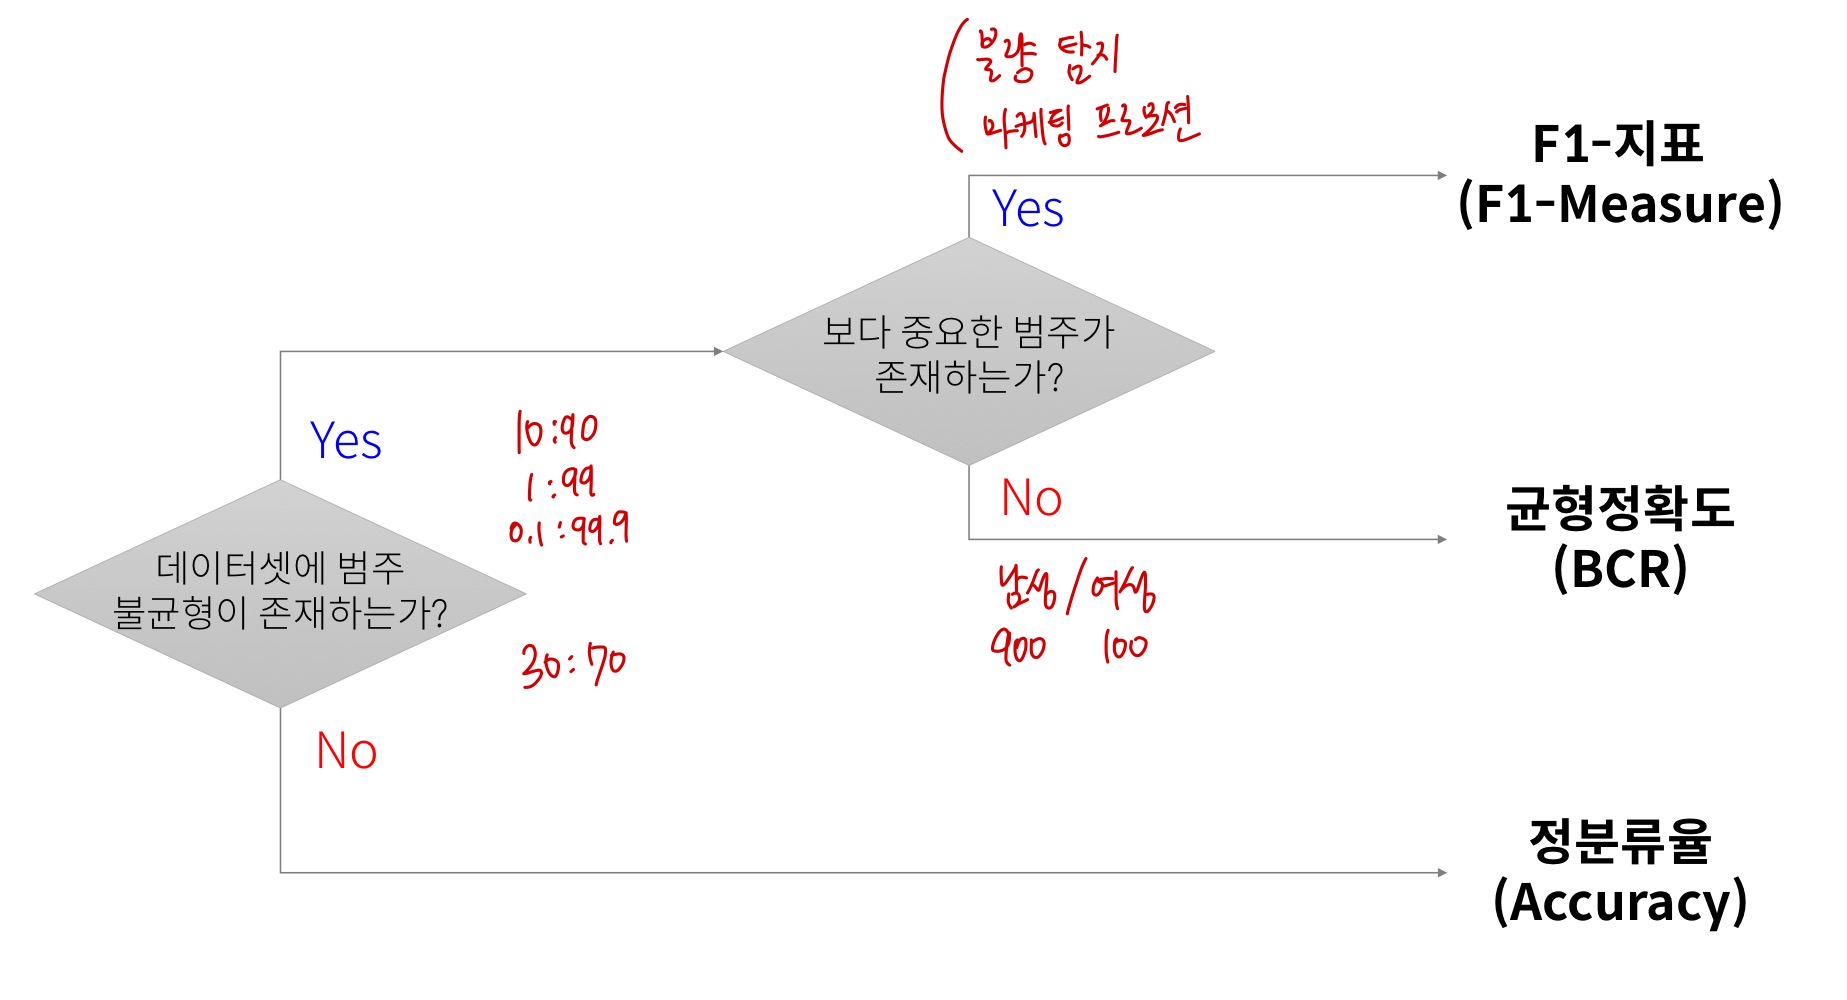 불량 탐지
마케팅 프로모션
F1-지표
(F1-Measure)
Yes
보다 중요한 범주가
존재하는가?
Yes
10:90
1:99
0.1:99.9
No
균형정확도
(BCR)
데이터셋에 범주
불균형이 존재하는가?
남성/여성
900 100
30:70
No
정분류율
(Accuracy)